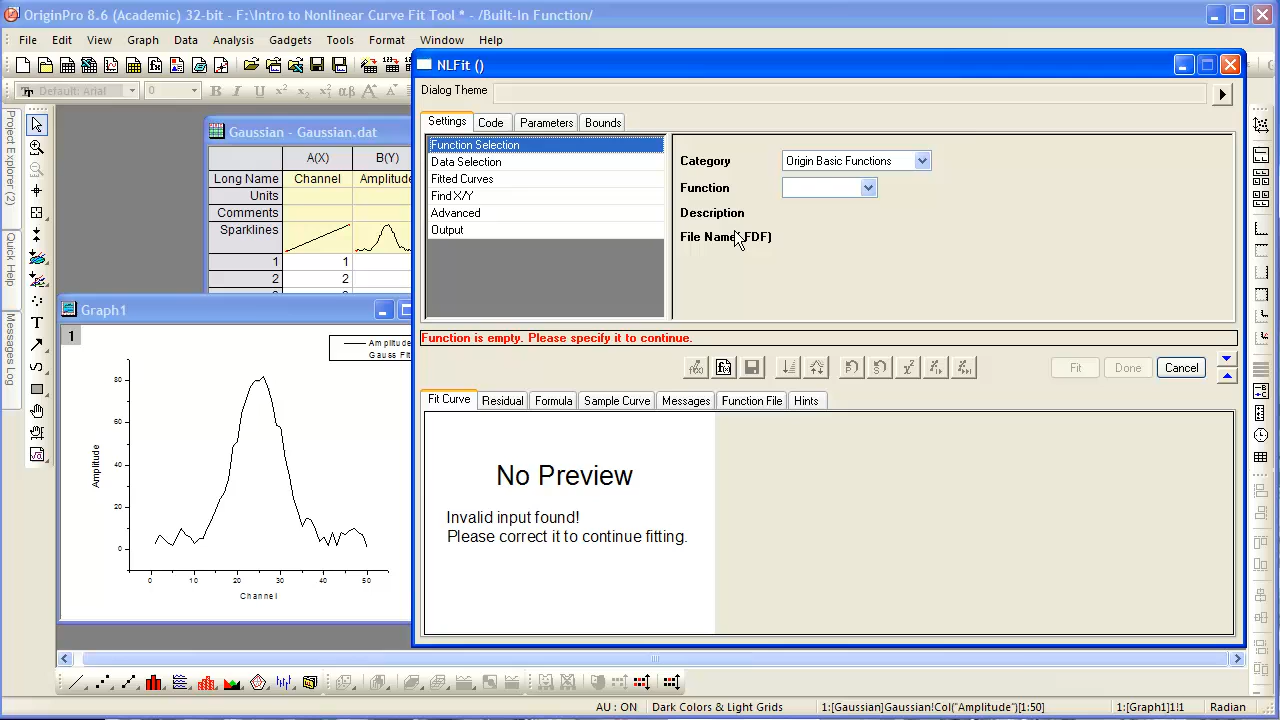 OriginPro 8.6 (Academic) 32-bit - F:\Intro to Nonlinear Curve Fit Tool * - /Built-In Function/
File Edit View Graph Data Analysis Gadgets Tools Format Window Help
Default: Arial 0 B I U
NLFit ()
Dialog Theme
Settings Code Parameters Bounds
Function Selection
Data Selection
Fitted Curves
Find X/Y
Advanced
Output
Category Origin Basic Functions
Function
Description
File Name FDF)
Function is empty. Please specify it to continue.
Fit Done Cancel
Fit Curve Residual Formula Sample Curve Messages Function File Hints
No Preview
Invalid input found!
Please correct it to continue fitting.
Project Explorer (2)
Quick Help
Messages Log
Gaussian - Gaussian.dat
A(X) B(Y)
Long Name Channel Amplitude
Units
Comments
Sparklines
1 1
2 2
Graph1
1
Amplitude
Gauss Fit
80
60
40
20
0
Amplitude
0 10 20 30 40 50
Channel
AU : ON Dark Colors & Light Grids 1:[Gaussian]Gaussian!Col("Amplitude")[1:50] 1:[Graph1]1!1 Radian